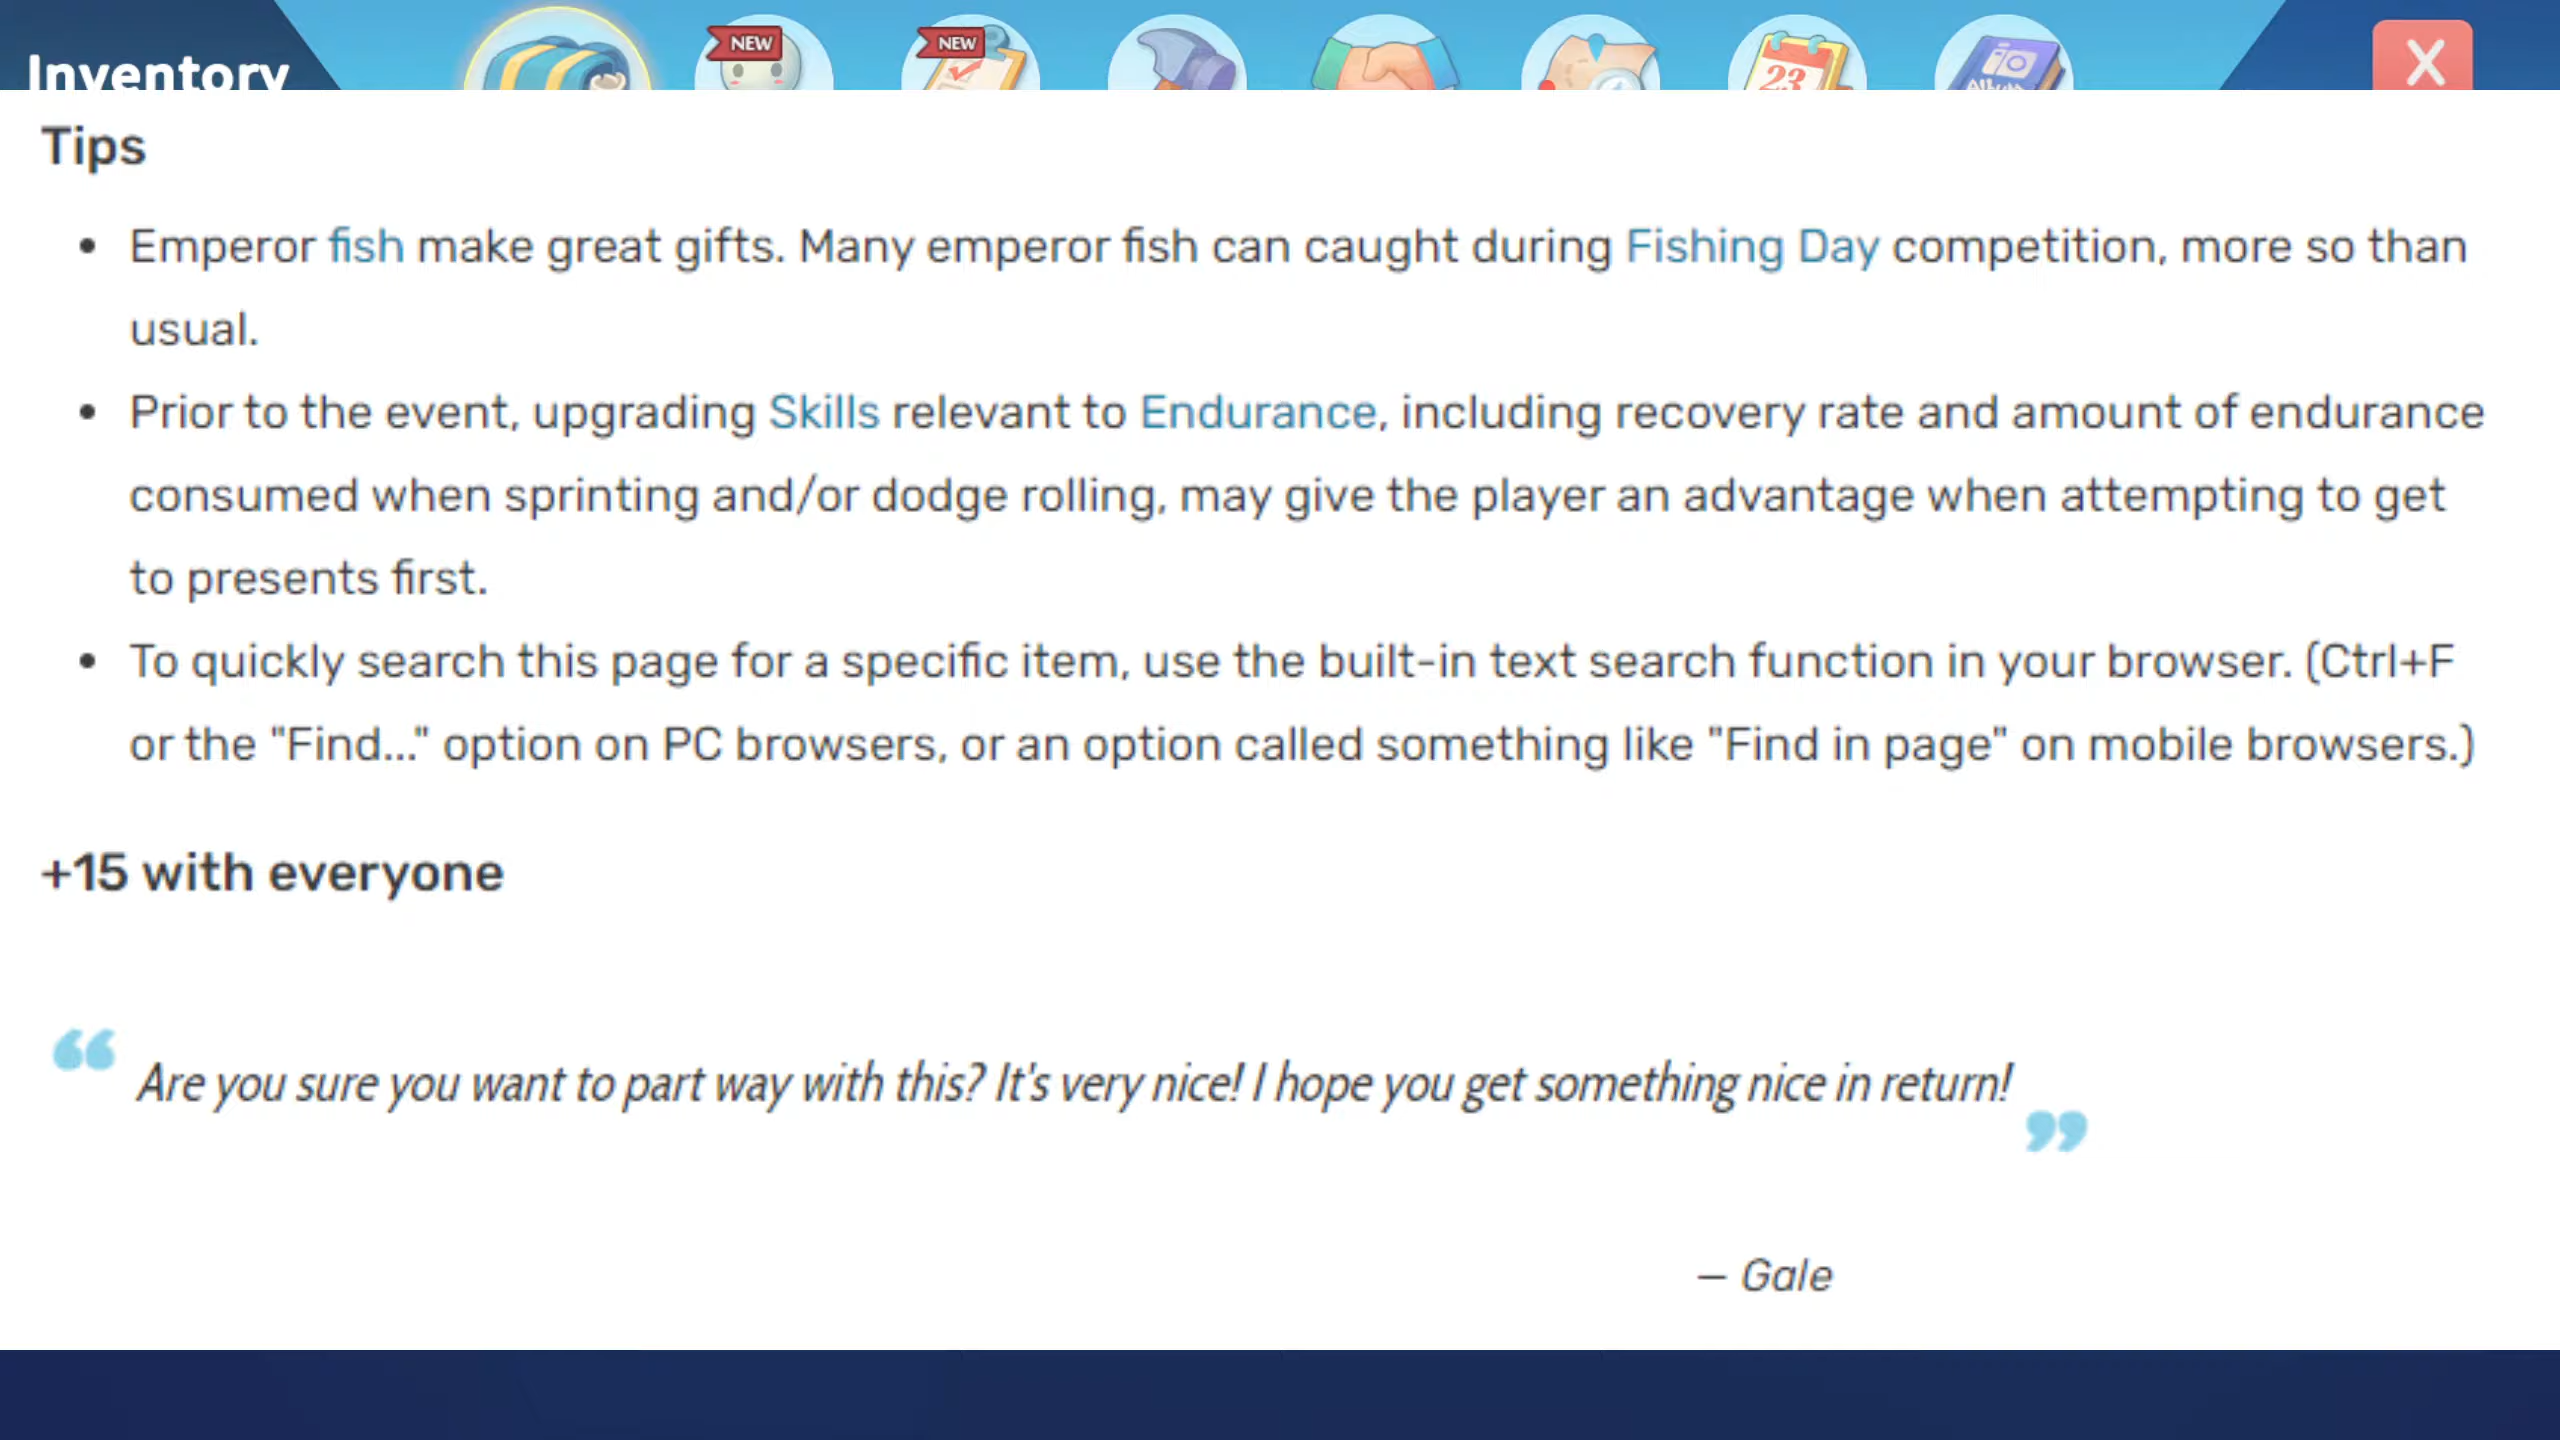 Inventory
NEW
NEW
23
Album
X
Tips
Emperor fish make great gifts. Many emperor fish can caught during Fishing Day competition, more so than
usual.
Prior to the event, upgrading Skills relevant to Endurance, including recovery rate and amount of endurance
consumed when sprinting and/or dodge rolling, may give the player an advantage when attempting to get
to presents first.
To quickly search this page for a specific item, use the built-in text search function in your browser. (Ctrl+F
or the "Find..." option on PC browsers, or an option called something like "Find in page" on mobile browsers.)
+15 with everyone
“ Are you sure you want to part way with this? It's very nice! I hope you get something nice in return! ”
— Gale